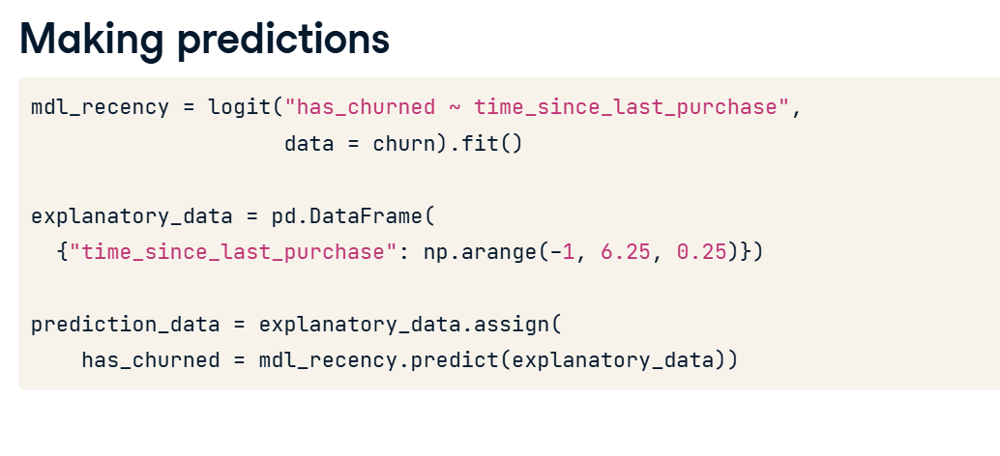 Making predictions
mdl_recency = logit("has_churned ~ time_since_last_purchase",
                    data = churn).fit()
explanatory_data = pd.DataFrame(
  {"time_since_last_purchase": np.arange(-1, 6.25, 0.25)})
prediction_data = explanatory_data.assign(
    has_churned = mdl_recency.predict(explanatory_data))